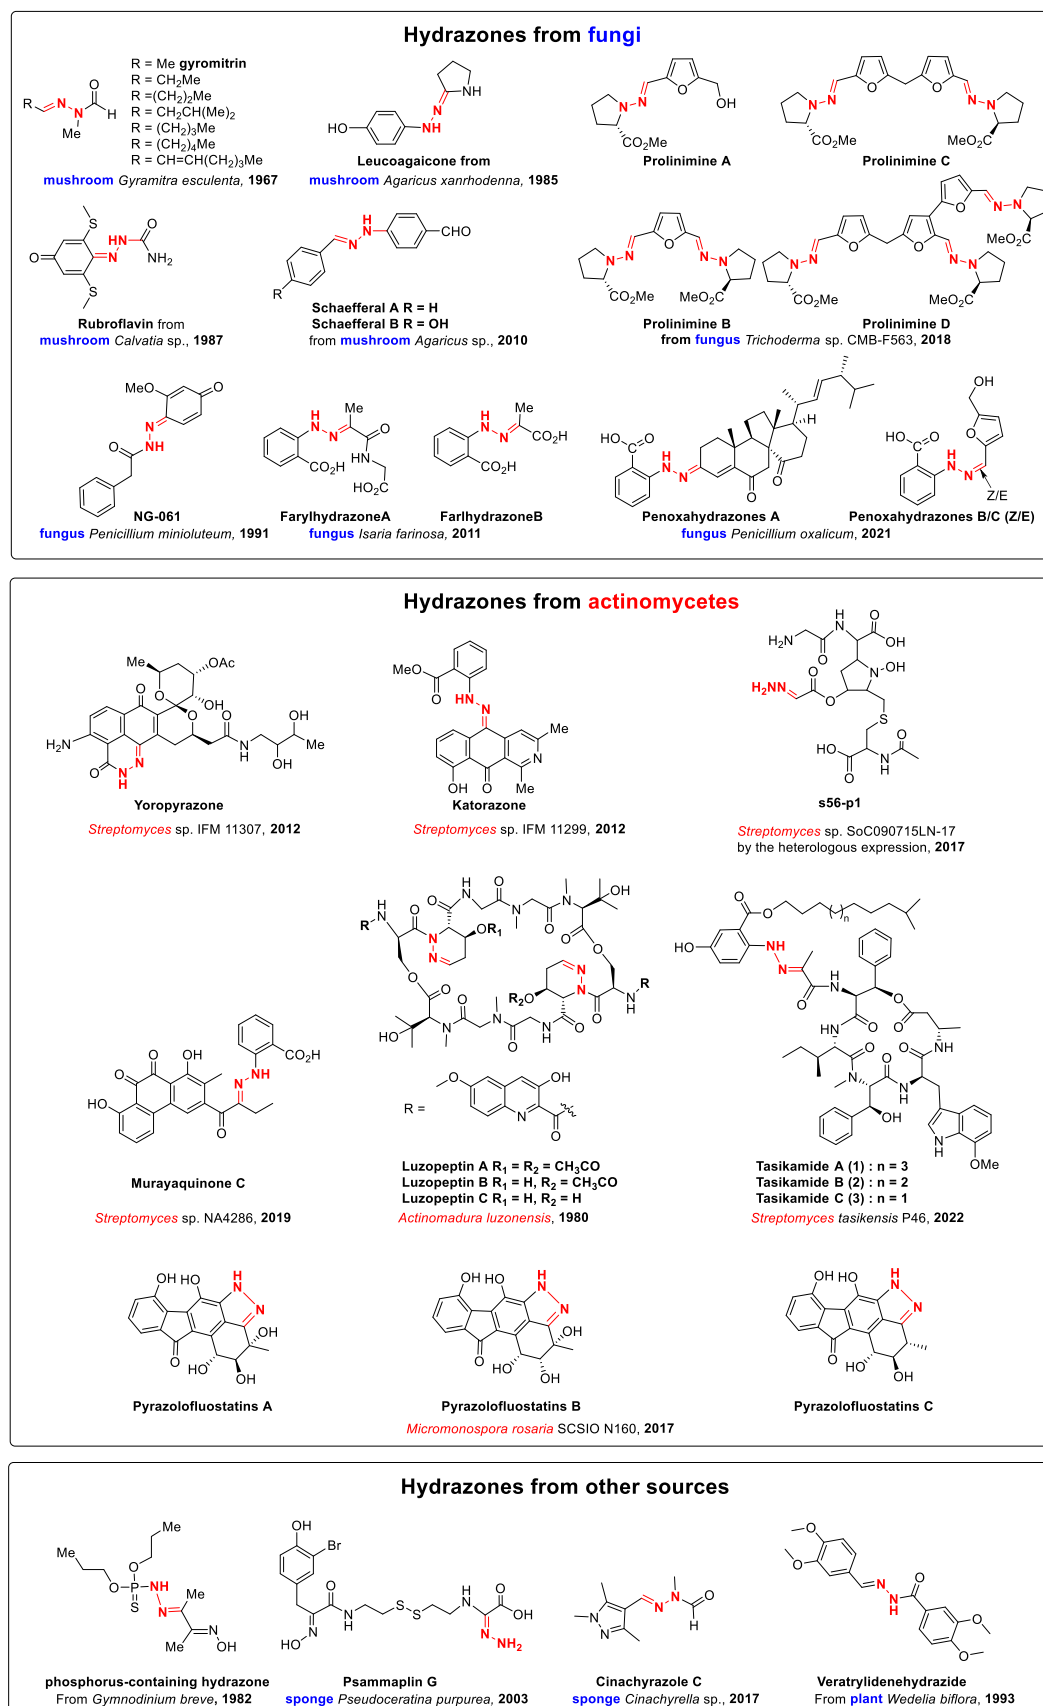 Hydrazones from fungi
R = Me gyromitrin
R = CH2Me
R =(CH2)2Me
R = CH2CH(Me)2
R = (CH2)3Me
R = (CH2)4Me
R = CH=CH(CH2)3Me
mushroom Gyramitra esculenta, 1967
Leucoagaicone from
mushroom Agaricus xanrhodenna, 1985
Prolinimine A
Prolinimine C
Rubroflavin from
mushroom Calvatia sp., 1987
Schaefferal A R = H
Schaefferal B R = OH
from mushroom Agaricus sp., 2010
Prolinimine B
Prolinimine D
from fungus Trichoderma sp. CMB-F563, 2018
NG-061
fungus Penicillium minioluteum, 1991
FarylhydrazoneA
FarlhydrazoneB
fungus Isaria farinosa, 2011
Penoxahydrazones A
Z/E
Penoxahydrazones B/C (Z/E)
fungus Penicillium oxalicum, 2021
Hydrazones from actinomycetes
Yoropyrazone
Streptomyces sp. IFM 11307, 2012
Katorazone
Streptomyces sp. IFM 11299, 2012
s56-p1
Streptomyces sp. SoC090715LN-17
by the heterologous expression, 2017
Murayaquinone C
Streptomyces sp. NA4286, 2019
R =
Luzopeptin A R1 = R2 = CH3CO
Luzopeptin B R1 = H, R2 = CH3CO
Luzopeptin C R1 = H, R2 = H
Actinomadura luzonensis, 1980
Tasikamide A (1) : n = 3
Tasikamide B (2) : n = 2
Tasikamide C (3) : n = 1
Streptomyces tasikensis P46, 2022
Pyrazolofluostatins A
Pyrazolofluostatins B
Pyrazolofluostatins C
Micromonospora rosaria SCSIO N160, 2017
Hydrazones from other sources
phosphorus-containing hydrazone
From Gymnodinium breve, 1982
Psammaplin G
sponge Pseudoceratina purpurea, 2003
Cinachyrazole C
sponge Cinachyrella sp., 2017
Veratrylidenehydrazide
From plant Wedelia biflora, 1993